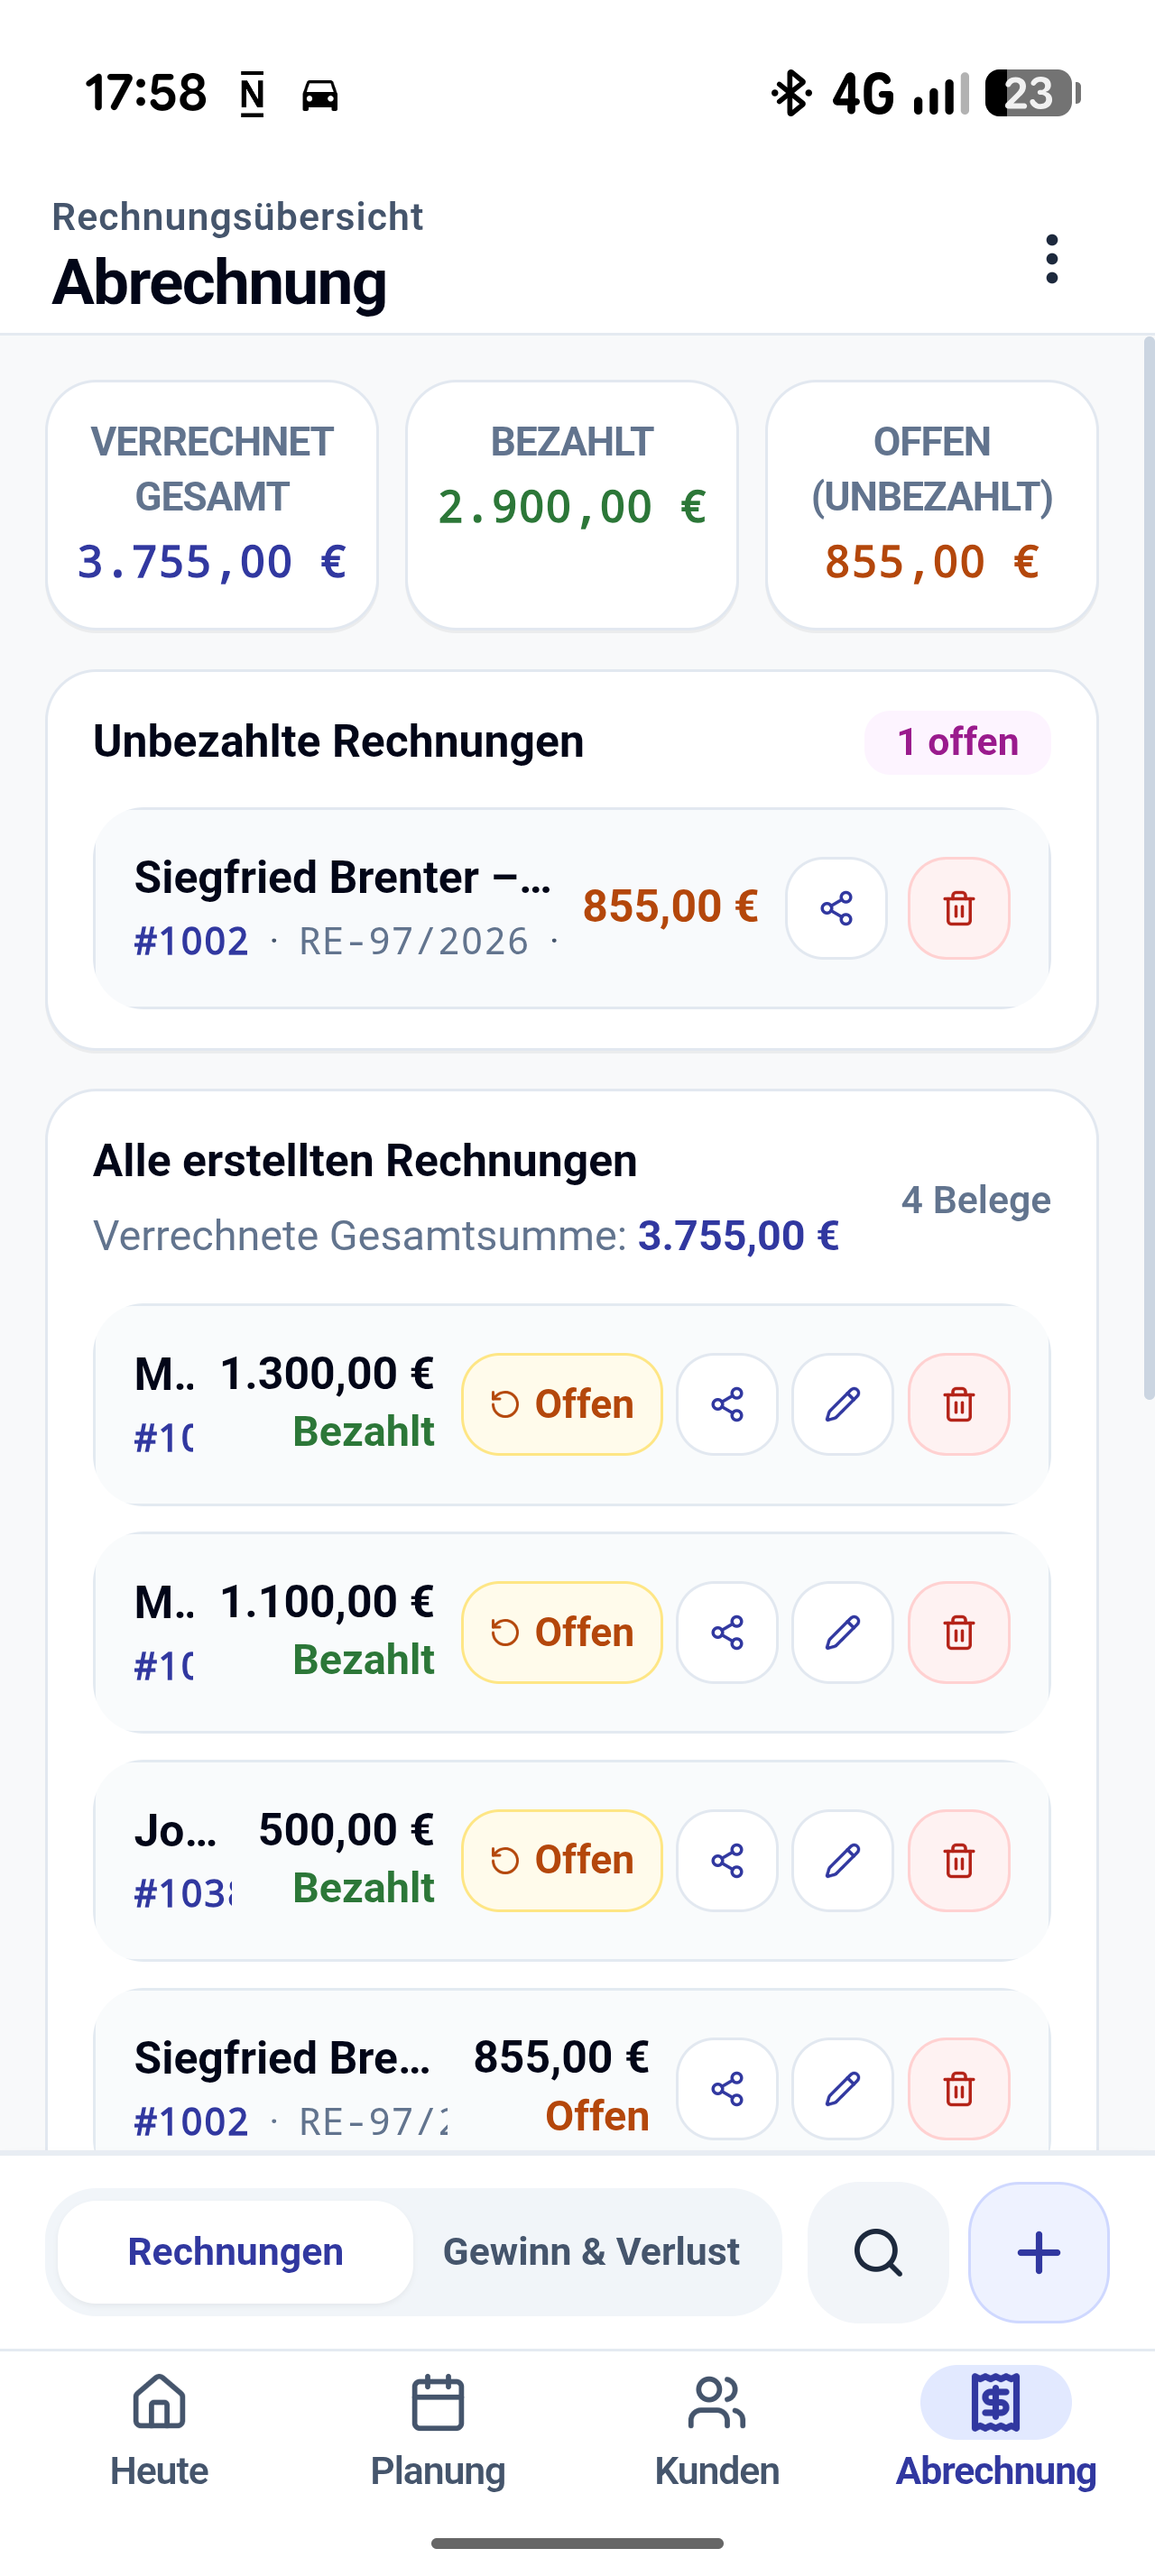 17:58
4G
23
Rechnungsübersicht
Abrechnung
VERRECHNET
GESAMT
3.755,00 €
BEZAHLT
2.900,00 €
OFFEN
(UNBEZAHLT)
855,00 €
Unbezahlte Rechnungen
1 offen
Siegfried Brenter –...
855,00 €
#1002 · RE-97/2026 ·
Alle erstellten Rechnungen
4 Belege
Verrechnete Gesamtsumme: 3.755,00 €
M.. 1.300,00 €
Offen
#10 Bezahlt
M.. 1.100,00 €
Offen
#10 Bezahlt
Jo... 500,00 €
Offen
#1038 Bezahlt
Siegfried Bre... 855,00 €
#1002 · RE-97/2 Offen
Rechnungen
Gewinn & Verlust
Heute
Planung
Kunden
Abrechnung